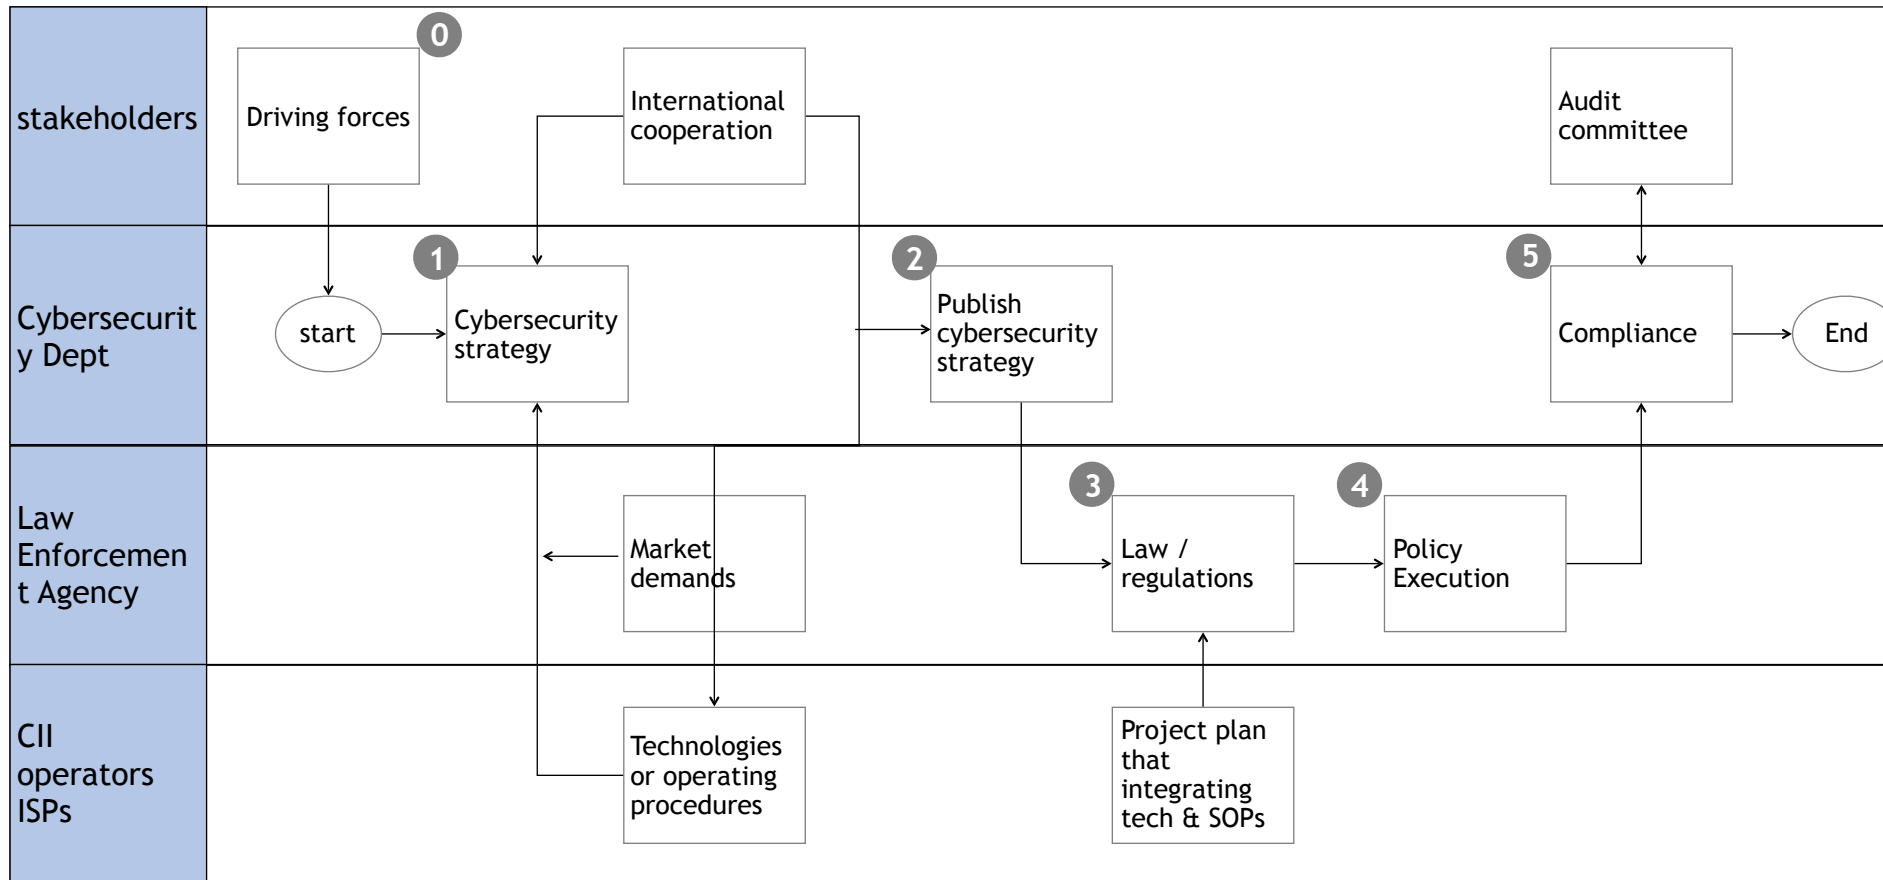 0
stakeholders
Driving forces
International
cooperation
Audit
committee
1
2
5
Cybersecurit
y Dept
start
Cybersecurity
strategy
Publish
cybersecurity
strategy
Compliance
End
3
4
Law
Enforcemen
t Agency
Market
demands
Law /
regulations
Policy
Execution
CII
operators
ISPs
Technologies
or operating
procedures
Project plan
that
integrating
tech & SOPs